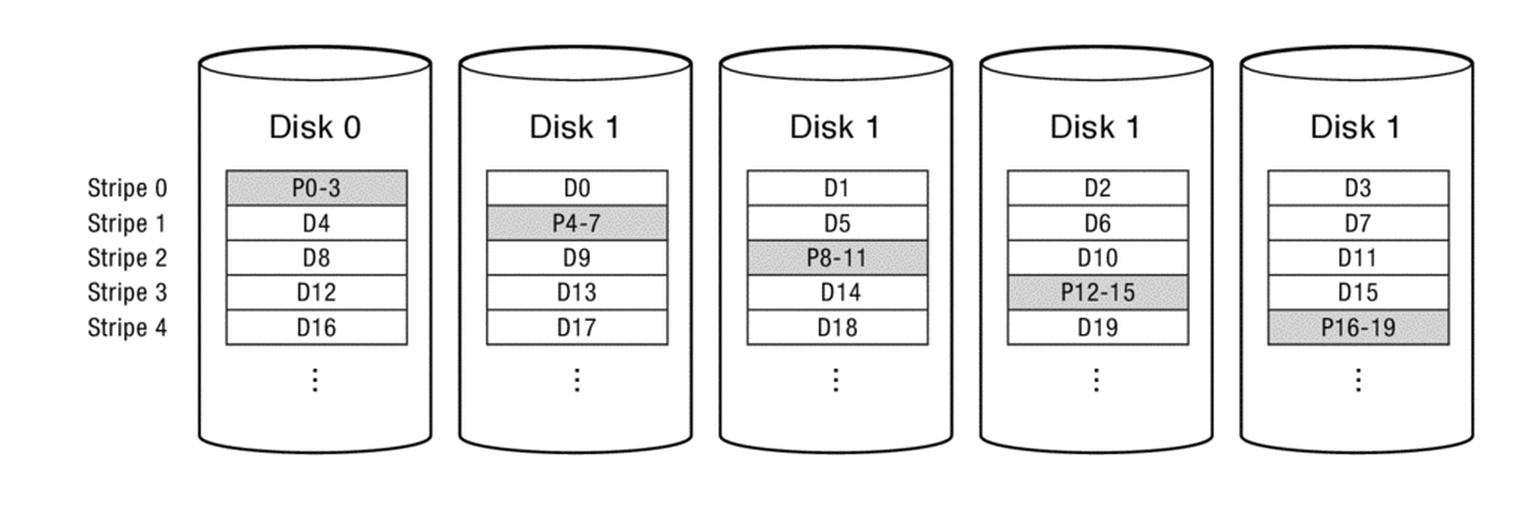 Disk 0 Disk 1 Disk 1 Disk 1 Disk 1
Stripe 0 P0-3 D0 D1 D2 D3
Stripe 1 D4 P4-7 D5 D6 D7
Stripe 2 D8 D9 P8-11 D10 D11
Stripe 3 D12 D13 D14 P12-15 D15
Stripe 4 D16 D17 D18 D19 P16-19